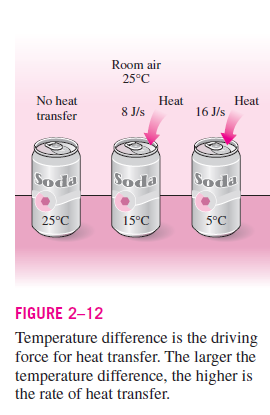 Room air
25°C
No heat
transfer
8 J/s
Heat
16 J/s
Heat
Soda
Soda
Soda
25°C
15°C
5°C
FIGURE 2–12
Temperature difference is the driving
force for heat transfer. The larger the
temperature difference, the higher is
the rate of heat transfer.